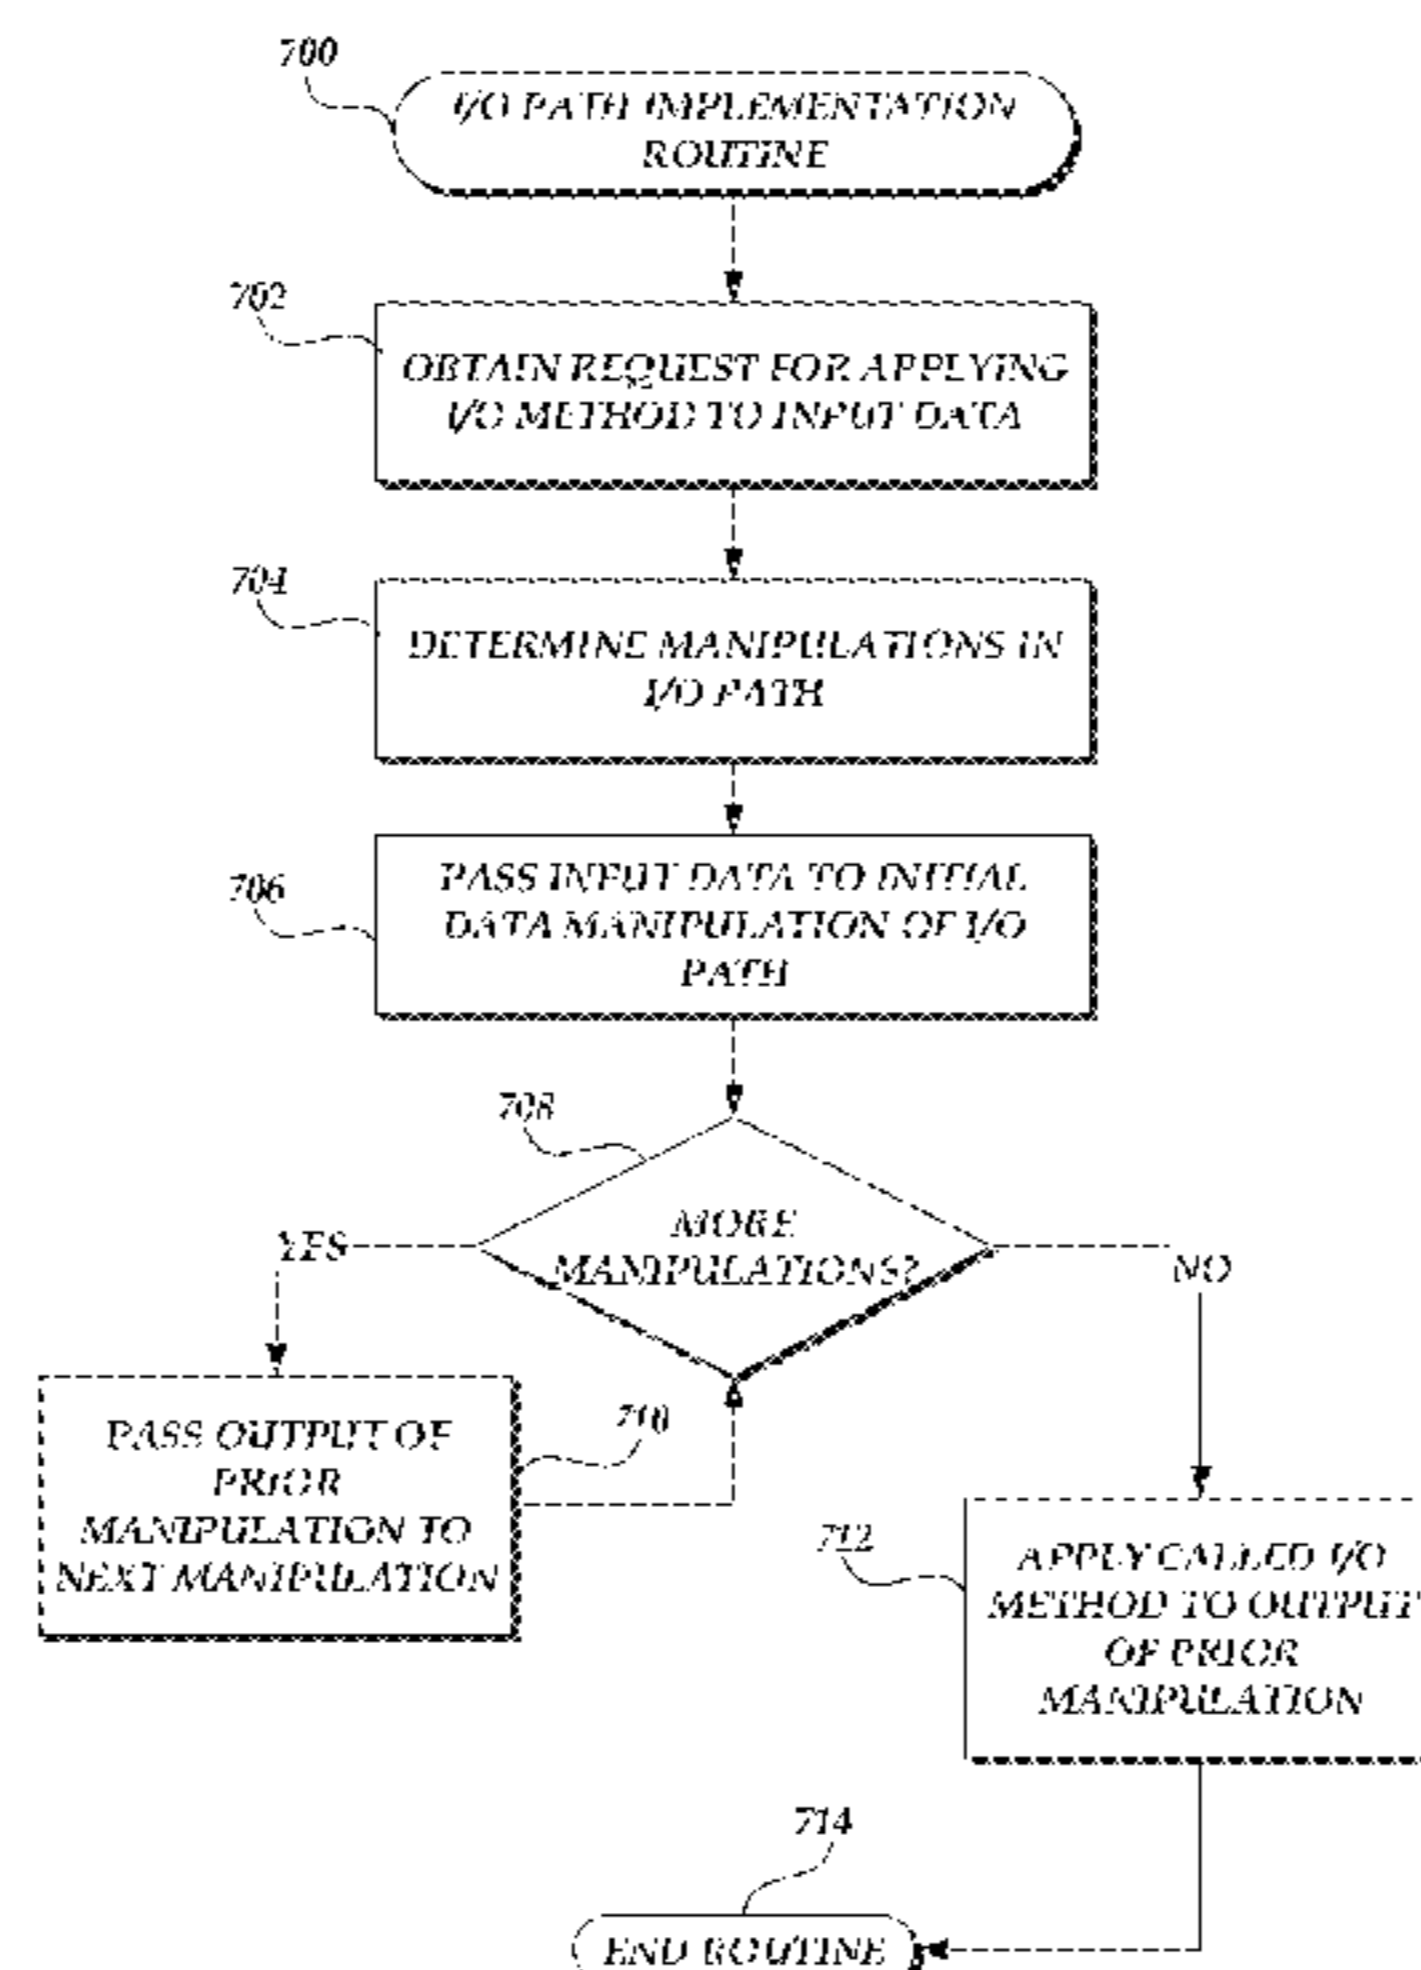 700
I/O PATH IMPLEMENTATION
ROUTINE
702
OBTAIN REQUEST FOR APPLYING
I/O METHOD TO INPUT DATA
704
DETERMINE MANIPULATIONS IN
I/O PATH
706
PASS INPUT DATA TO INITIAL
DATA MANIPULATION OF I/O
PATH
708
MORE
MANIPULATIONS?
YES
NO
710
PASS OUTPUT OF
PRIOR
MANIPULATION TO
NEXT MANIPULATION
712
APPLY CALLED I/O
METHOD TO OUTPUT
OF PRIOR
MANIPULATION
714
END ROUTINE